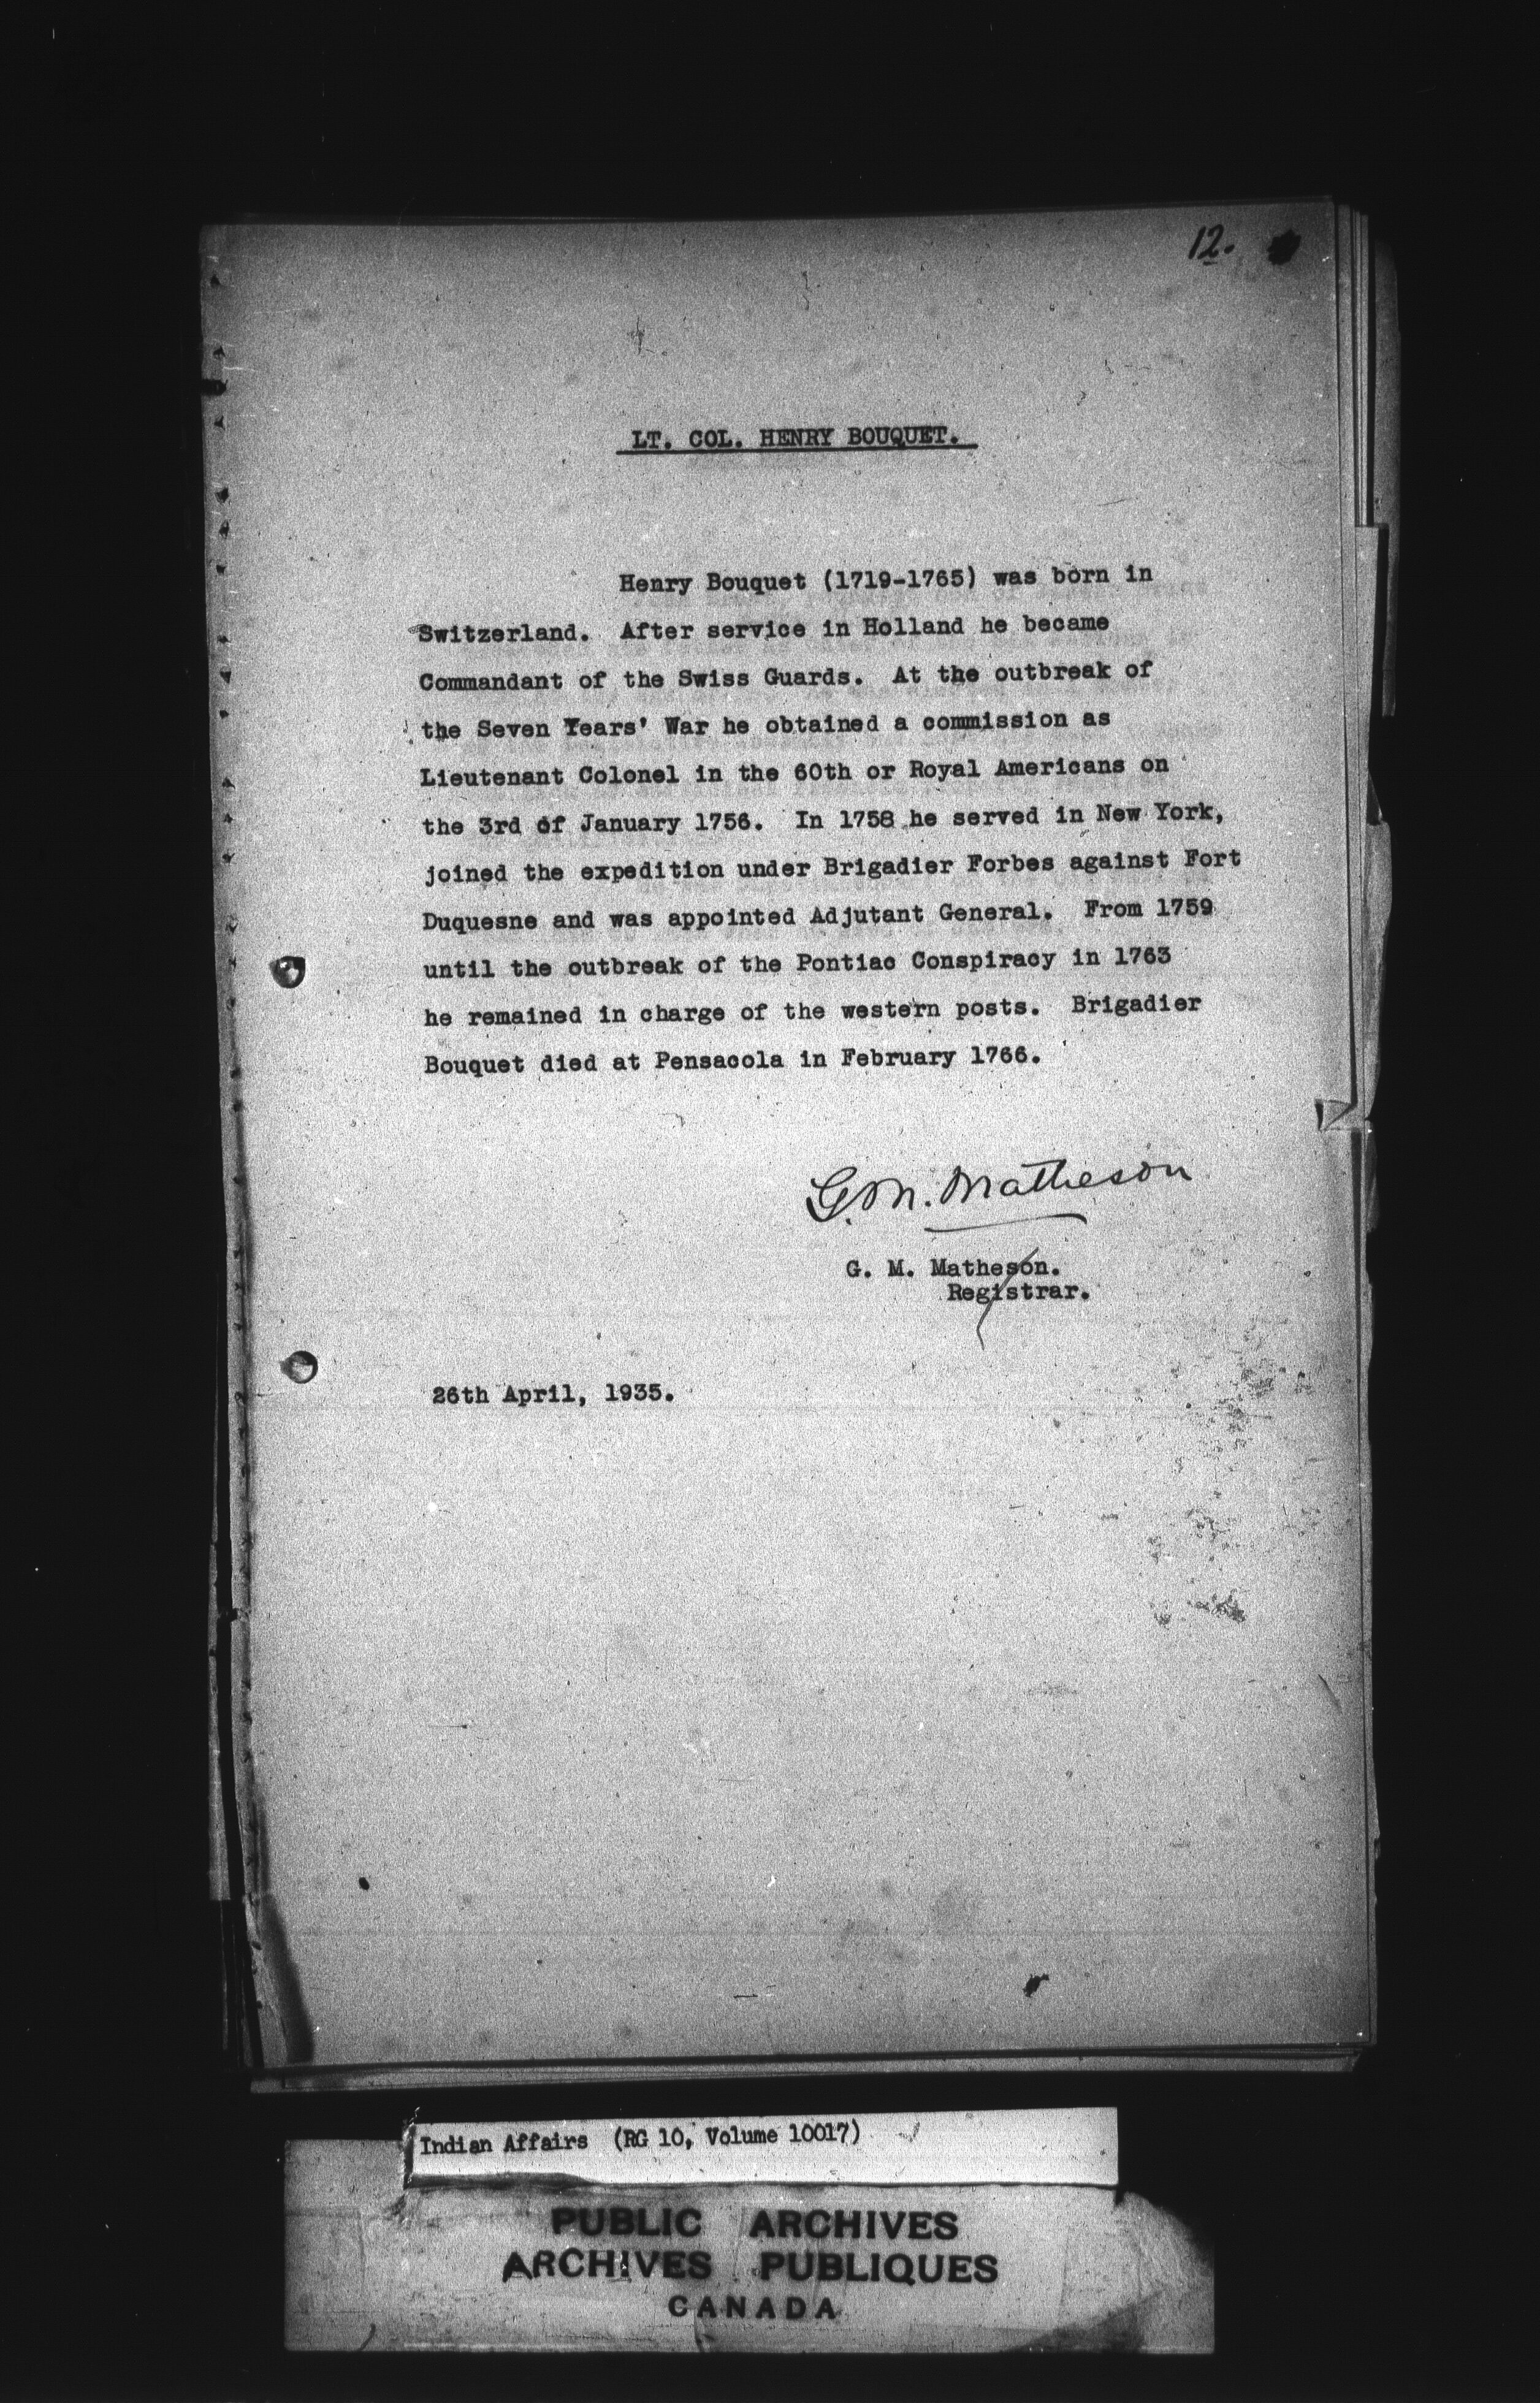 12.
LT. COL. HENRY BOUQUET.
Henry Bouquet (1719-1765) was born in
Switzerland. After service in Holland he became
Commandant of the Swiss Guards. At the outbreak of
the Seven Years' War he obtained a commission as
Lieutenant Colonel in the 60th or Royal Americans on
the 3rd of January 1756. In 1758 he served in New York,
joined the expedition under Brigadier Forbes against Fort
Duquesne and was appointed Adjutant General. From 1759
until the outbreak of the Pontiac Conspiracy in 1763
he remained in charge of the western posts. Brigadier
Bouquet died at Pensacola in February 1766.
G.M. Matheson
G. M. Matheson.
Registrar.
26th April, 1935.
Indian Affairs (RG 10, Volume 10017)
PUBLIC ARCHIVES
ARCHIVES PUBLIQUES
CANADA